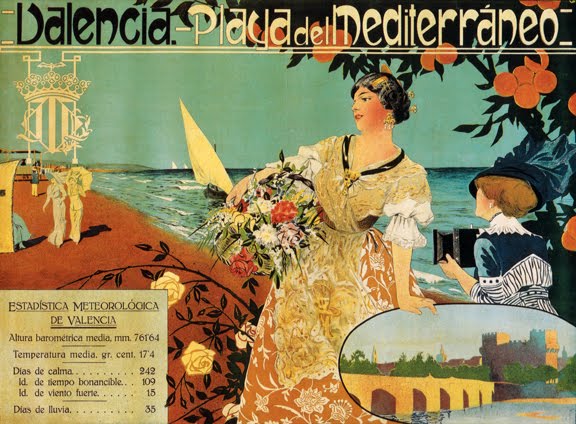 Valencia.-Playa del Mediterráneo-
ESTADÍSTICA METEOROLÓGICA
DE VALENCIA
Altura barométrica media, mm. 761'64
Temperatura media, gr. cent. 17'4
Días de calma. . . . . . . . 242
Id. de tiempo bonancible. . . 109
Id. de viento fuerte. . . . . 15
Días de lluvia. . . . . . . . . . 35